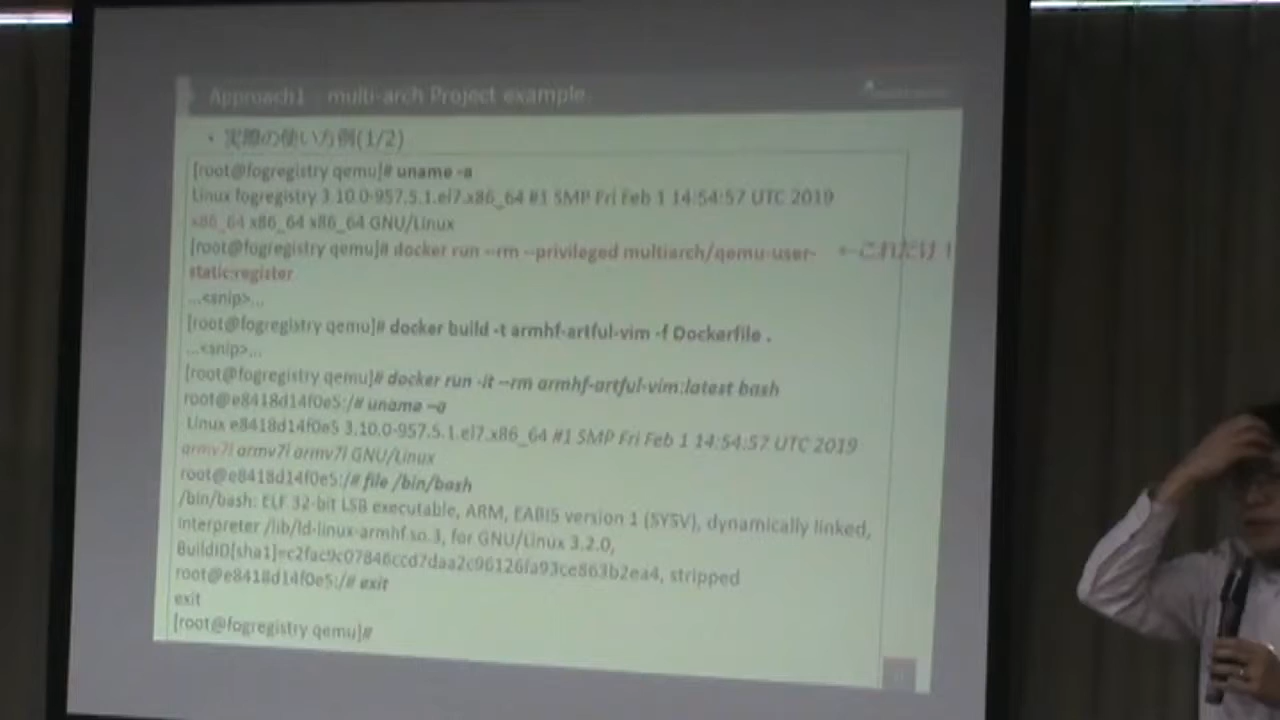 Approach1 : multi-arch Project example
• 実際の使い方例(1/2)
[root@fogregistry qemu]# uname -a
Linux fogregistry 3.10.0-957.5.1.el7.x86_64 #1 SMP Fri Feb 1 14:54:57 UTC 2019
x86_64 x86_64 x86_64 GNU/Linux
[root@fogregistry qemu]# docker run --rm --privileged multiarch/qemu-user- ←これだけ！
static:register
...<snip>...
[root@fogregistry qemu]# docker build -t armhf-artful-vim -f Dockerfile .
...<snip>...
[root@fogregistry qemu]# docker run -it --rm armhf-artful-vim:latest bash
root@e8418d14f0e5:/# uname –a
Linux e8418d14f0e5 3.10.0-957.5.1.el7.x86_64 #1 SMP Fri Feb 1 14:54:57 UTC 2019
armv7l armv7l armv7l GNU/Linux
root@e8418d14f0e5:/# file /bin/bash
/bin/bash: ELF 32-bit LSB executable, ARM, EABI5 version 1 (SYSV), dynamically linked,
interpreter /lib/ld-linux-armhf.so.3, for GNU/Linux 3.2.0,
BuildID[sha1]=c2fac9c07846ccd7daa2c96126fa93ce863b2ea4, stripped
root@e8418d14f0e5:/# exit
exit
[root@fogregistry qemu]#